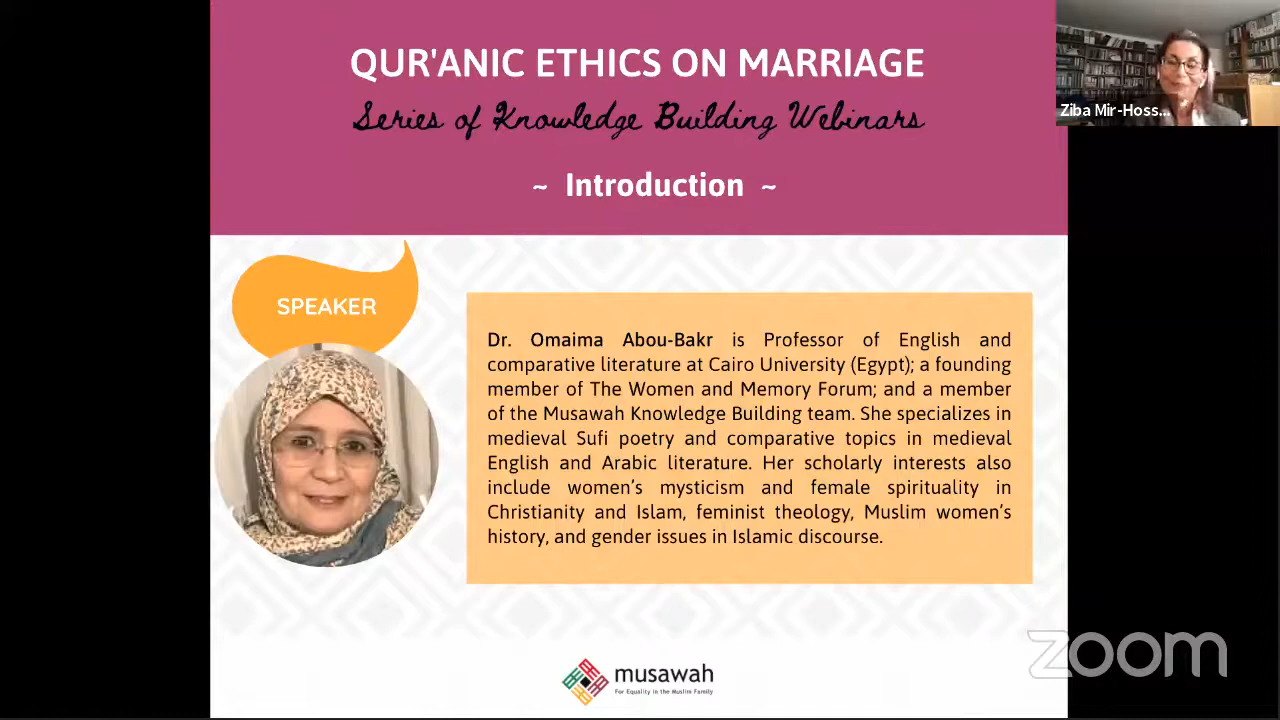 QUR'ANIC ETHICS ON MARRIAGE
Series of Knowledge Building Webinars
~ Introduction ~
Ziba Mir-Hoss...
SPEAKER
Dr. Omaima Abou-Bakr is Professor of English and
comparative literature at Cairo University (Egypt); a founding
member of The Women and Memory Forum; and a member
of the Musawah Knowledge Building team. She specializes in
medieval Sufi poetry and comparative topics in medieval
English and Arabic literature. Her scholarly interests also
include women's mysticism and female spirituality in
Christianity and Islam, feminist theology, Muslim women's
history, and gender issues in Islamic discourse.
musawah
For Equality in the Muslim Family
zoom